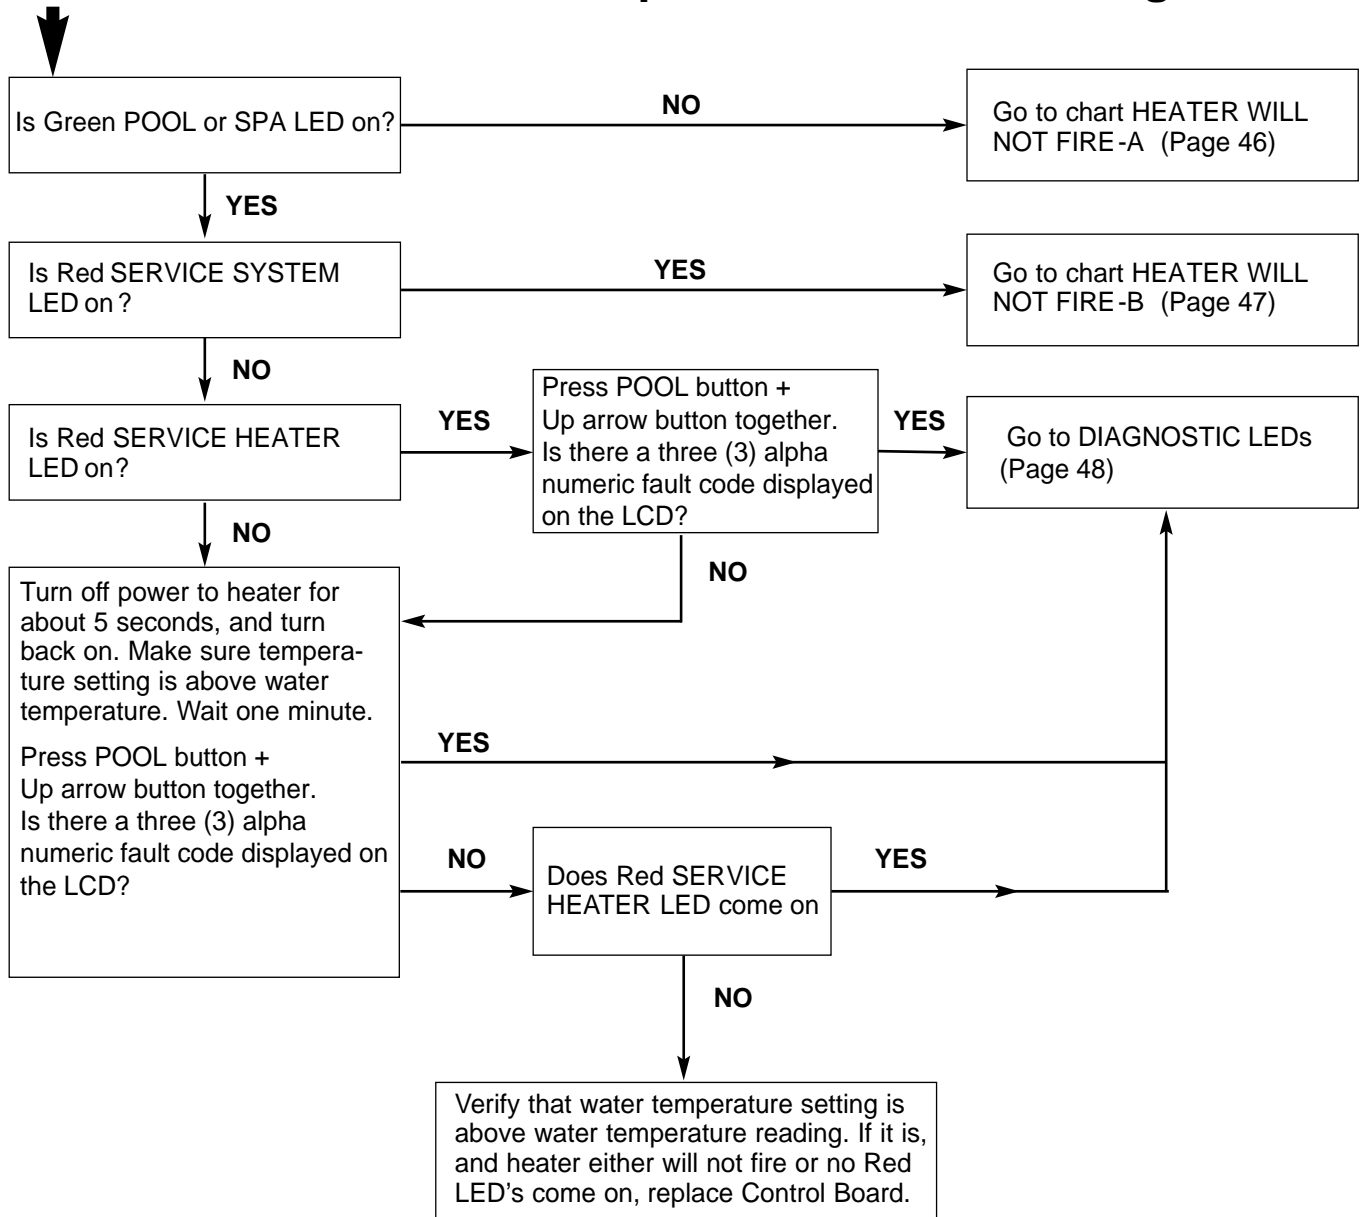 Is Green POOL or SPA LED on?
NO
Go to chart HEATER WILL
NOT FIRE-A (Page 46)
YES
Is Red SERVICE SYSTEM
LED on?
YES
Go to chart HEATER WILL
NOT FIRE-B (Page 47)
NO
Is Red SERVICE HEATER
LED on?
YES
Press POOL button +
Up arrow button together.
Is there a three (3) alpha
numeric fault code displayed
on the LCD?
YES
Go to DIAGNOSTIC LEDs
(Page 48)
NO
NO
Turn off power to heater for
about 5 seconds, and turn
back on. Make sure tempera-
ture setting is above water
temperature. Wait one minute.
Press POOL button +
Up arrow button together.
Is there a three (3) alpha
numeric fault code displayed on
the LCD?
YES
NO
Does Red SERVICE
HEATER LED come on
YES
NO
Verify that water temperature setting is
above water temperature reading. If it is,
and heater either will not fire or no Red
LED's come on, replace Control Board.